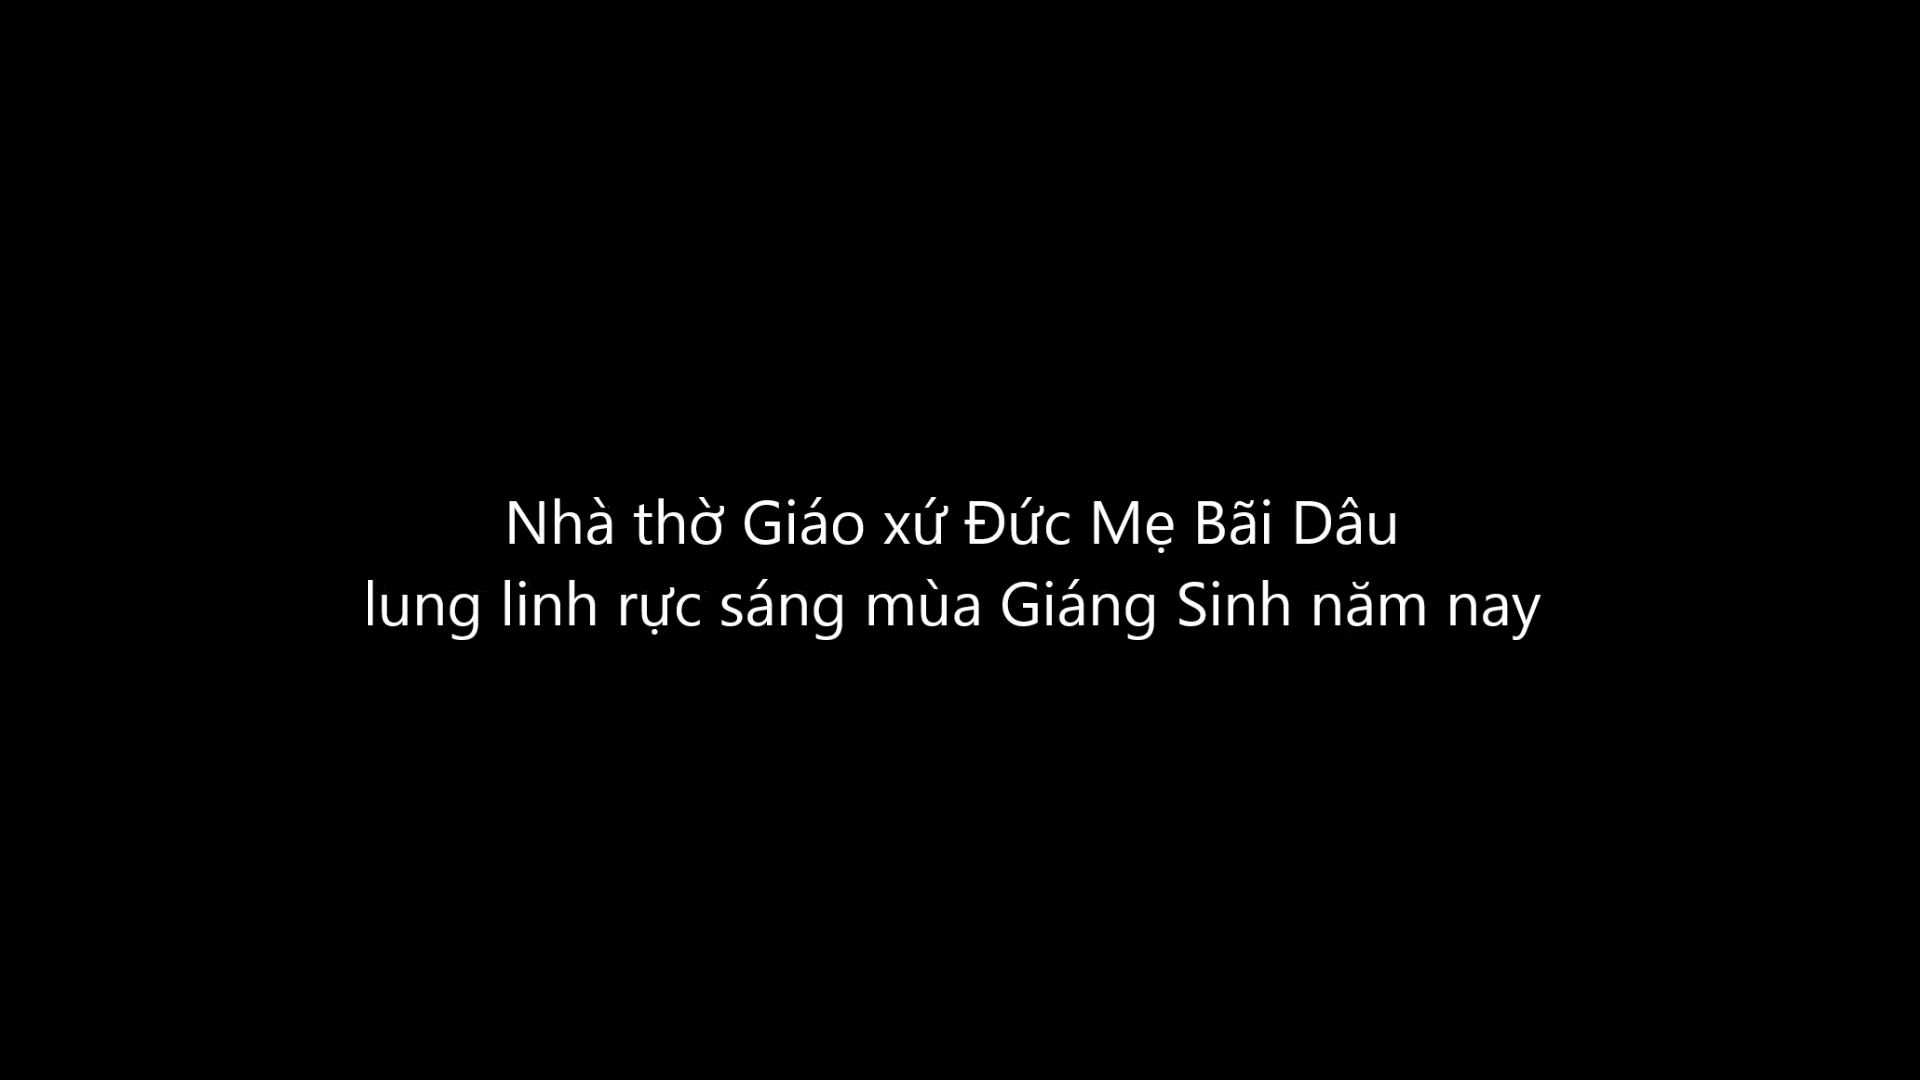 Nhà thờ Giáo xứ Đức Mẹ Bãi Dâu
lung linh rực sáng mùa Giáng Sinh năm nay